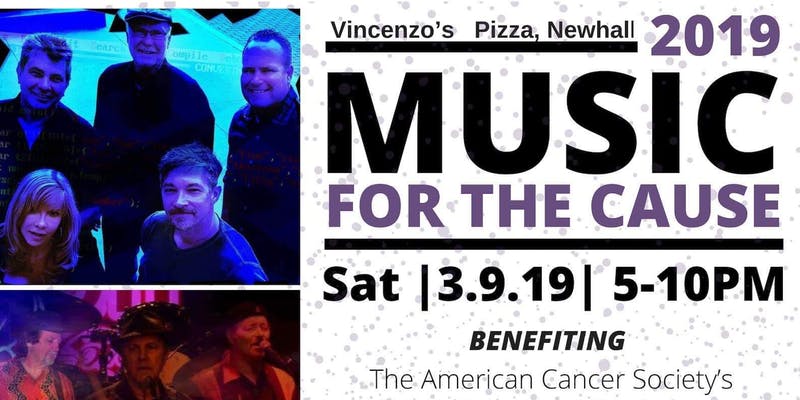 Vincenzo's Pizza, Newhall 2019
MUSIC
FOR THE CAUSE
Sat |3.9.19| 5-10PM
BENEFITING
The American Cancer Society's